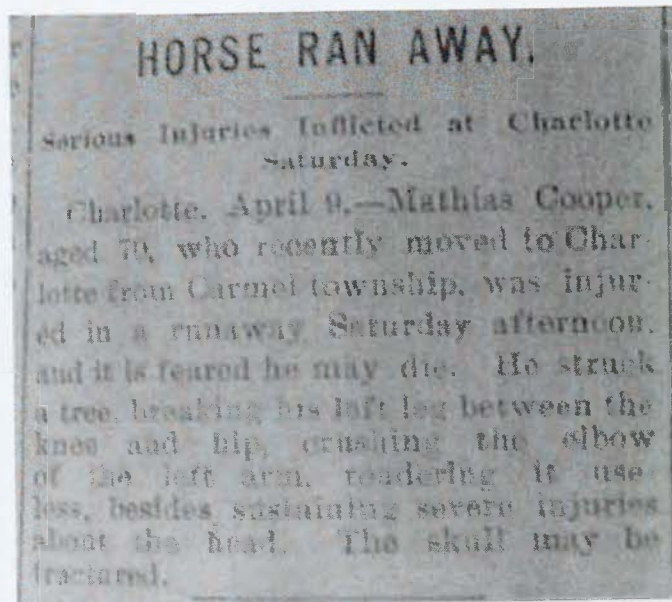 HORSE RAN AWAY.
Serious Injuries Inflicted at Charlotte
Saturday.
Charlotte, April 9.—Mathias Cooper,
aged 70, who recently moved to Char-
lotte from Carmel township, was injur-
ed in a runaway Saturday afternoon,
and it is feared he may die. He struck
a tree, breaking his left leg between the
knee and hip, crushing the elbow
of the left arm, rendering it use-
less, besides sustaining severe injuries
about the head. The skull may be
fractured.